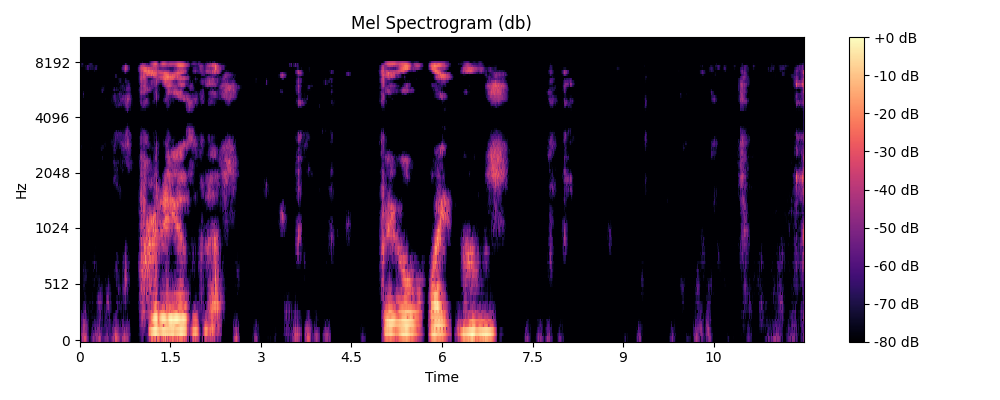 Mel Spectrogram (db)
Hz
8192
4096
2048
1024
512
0
0 1.5 3 4.5 6 7.5 9 10
Time
+0 dB
-10 dB
-20 dB
-30 dB
-40 dB
-50 dB
-60 dB
-70 dB
-80 dB